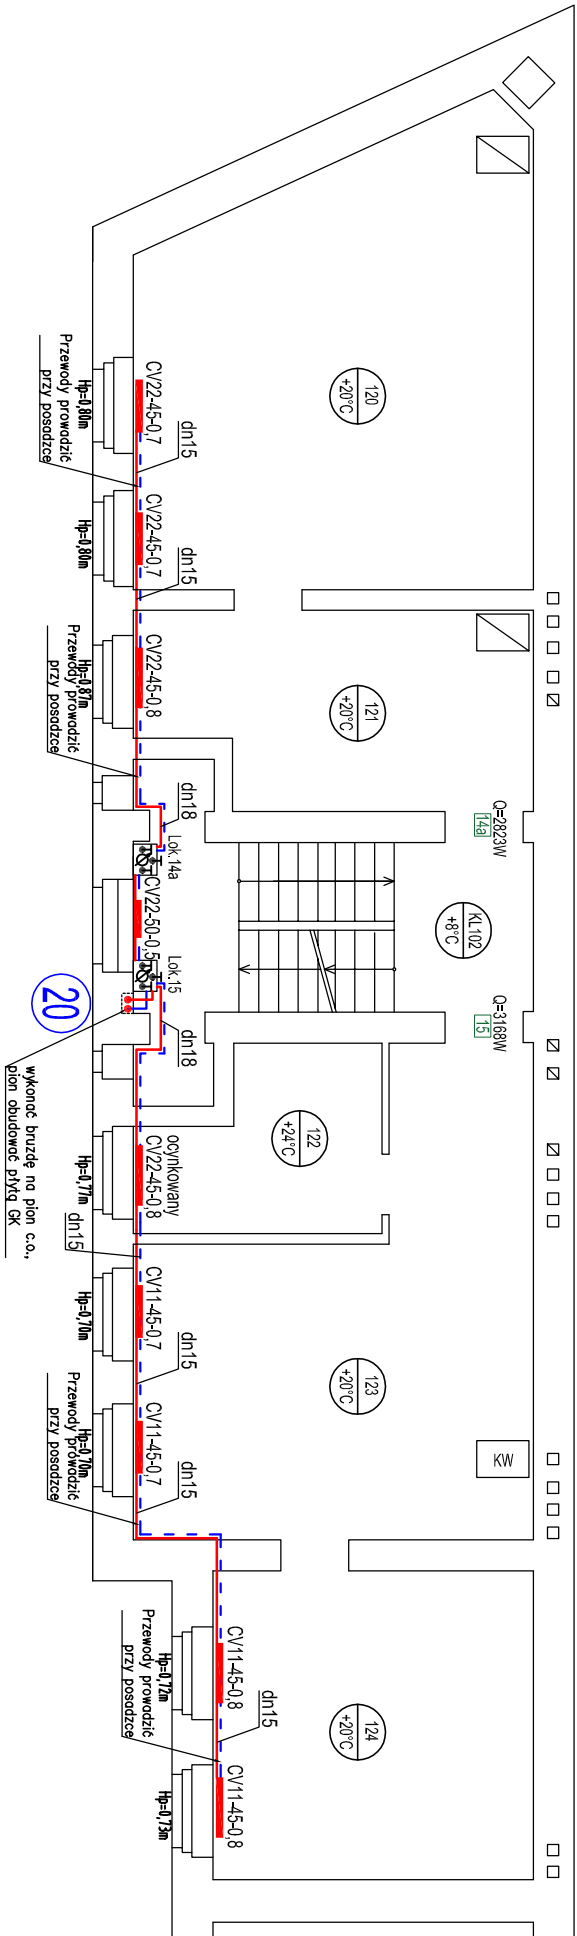 120
+20°C
CV22-45-0,7
dn15
Hp=0,80m
Przewody prowadzić
przy posadzce
CV22-45-0,7
dn15
Hp=0,80m
121
+20°C
CV22-45-0,8
Hp=0,87m
Przewody prowadzić
przy posadzce
dn18
Lok.14a
Q=2823W
14a
KL102
+8°C
CV22-50-0,5
Lok.15
Q=3168W
15
20
dn18
wykonać bruzdę na pion c.o.,
pion obudować płytą GK
122
+24°C
ocynkowany
CV22-45-0,8
Hp=0,77m
dn15
CV11-45-0,7
Hp=0,70m
dn15
123
+20°C
CV11-45-0,7
Hp=0,70m
dn15
Przewody prowadzić
przy posadzce
KW
CV11-45-0,8
Hp=0,72m
Przewody prowadzić
przy posadzce
dn15
124
+20°C
CV11-45-0,8
Hp=0,73m